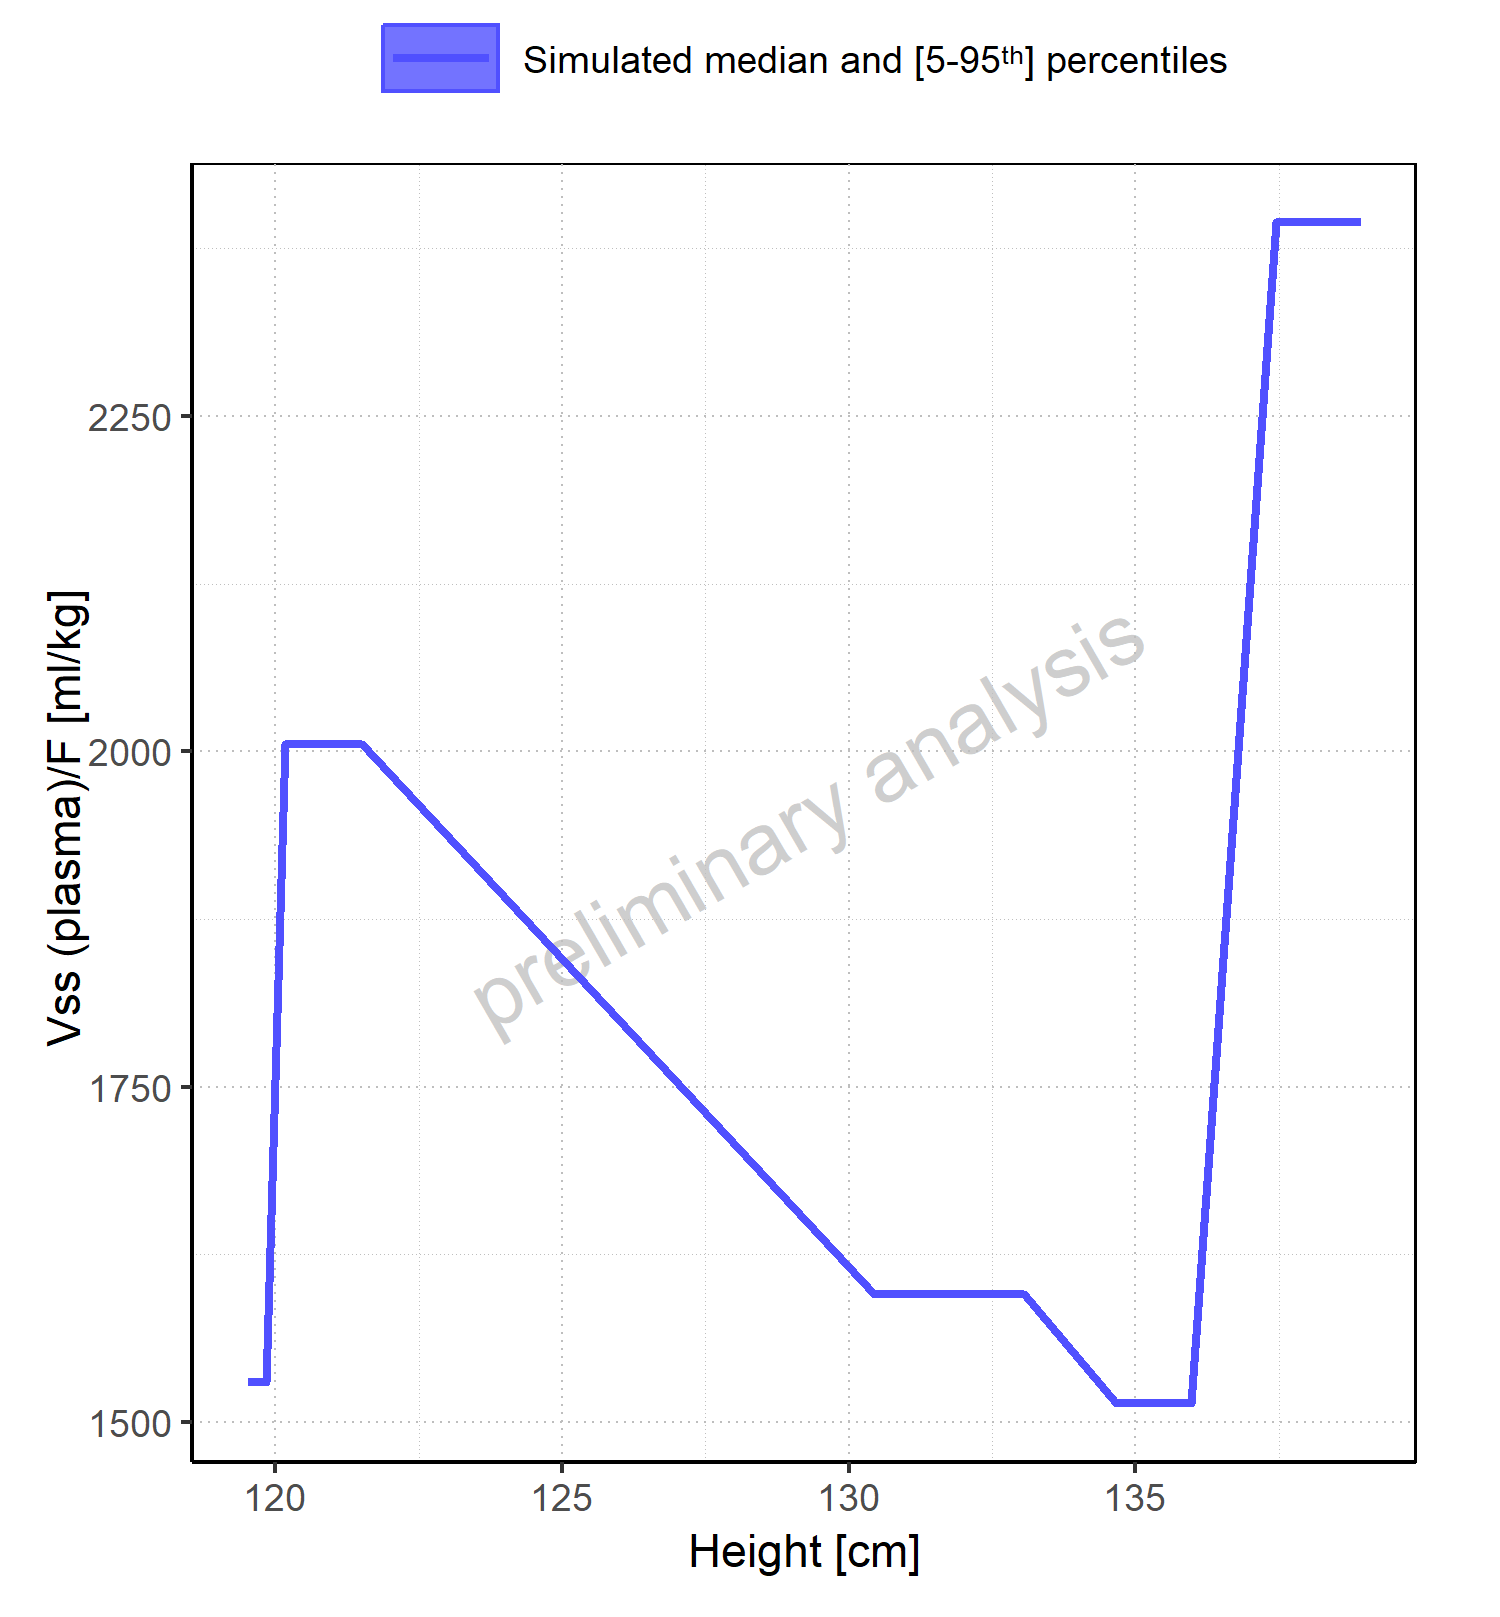 Simulated median and [5-95th] percentiles
2250
2000
1750
1500
Vss (plasma)/F [ml/kg]
preliminary analysis
120 125 130 135
Height [cm]